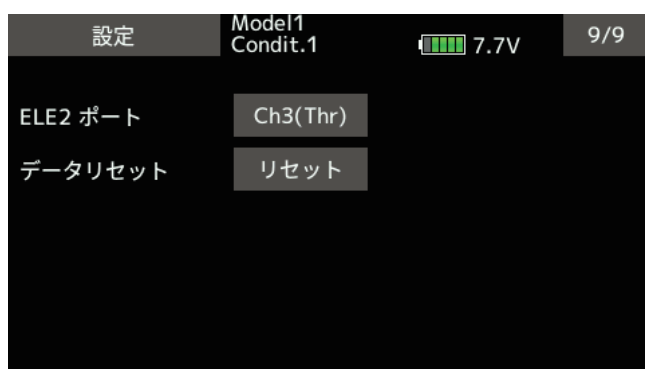 設定
Model1
Condit.1
7.7V
9/9
ELE2 ポート
Ch3(Thr)
データリセット
リセット